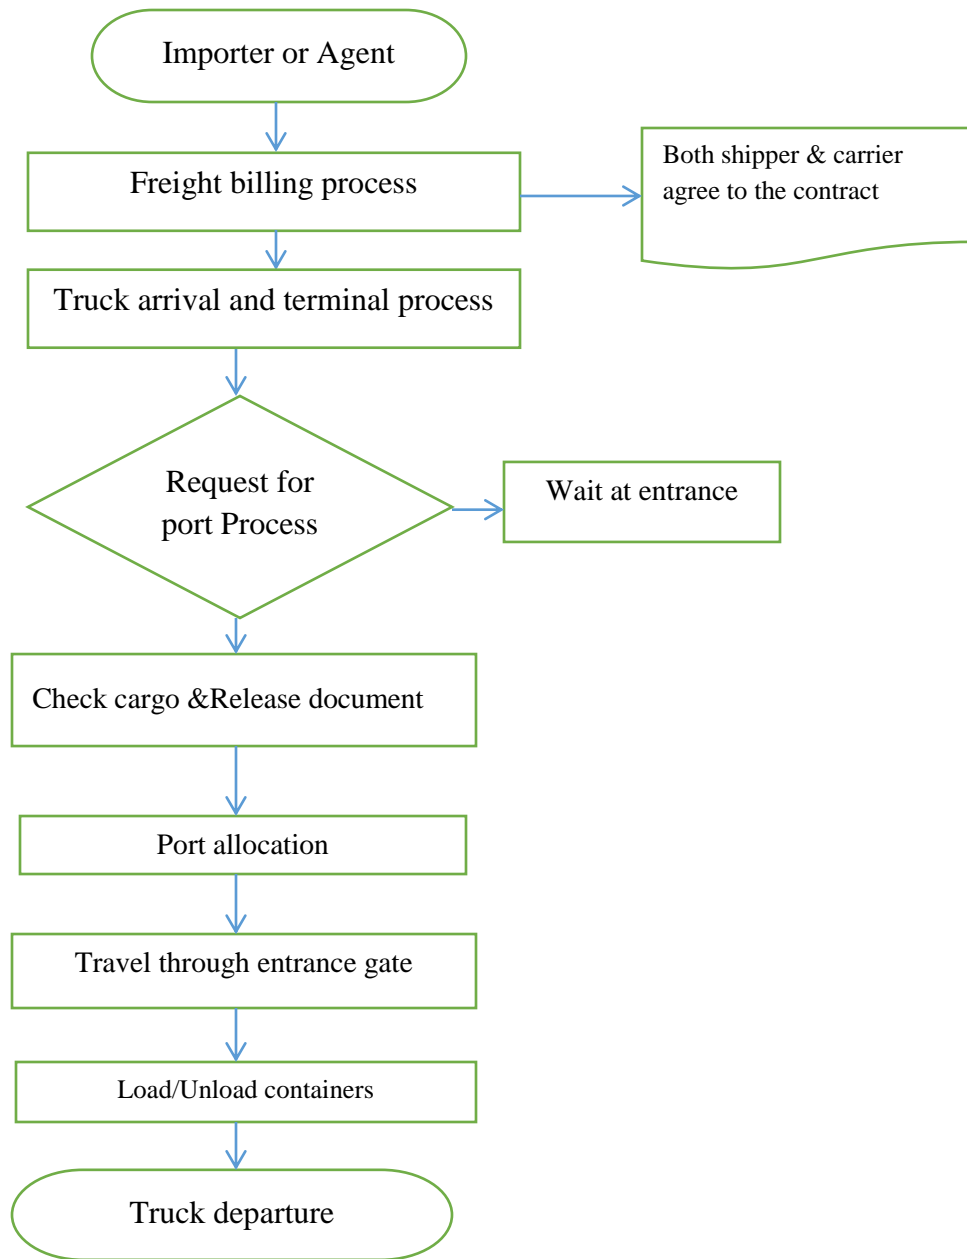 Importer or Agent
Freight billing process
Both shipper & carrier
agree to the contract
Truck arrival and terminal process
Request for
port Process
Wait at entrance
Check cargo &Release document
Port allocation
Travel through entrance gate
Load/Unload containers
Truck departure